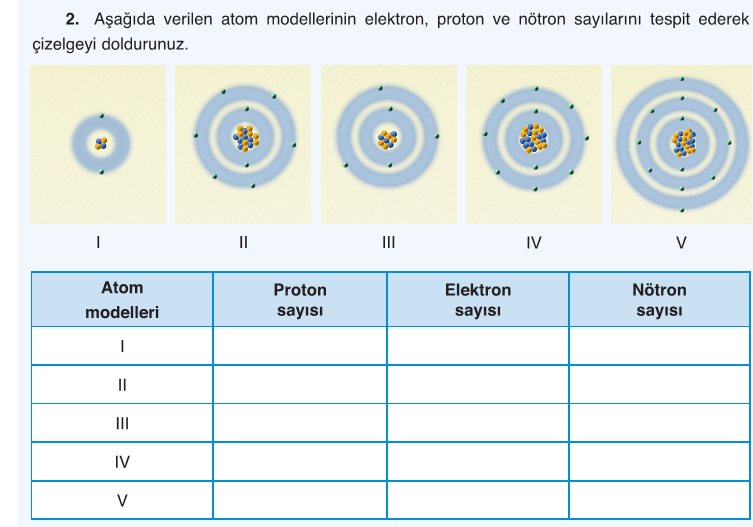 2. Aşağıda verilen atom modellerinin elektron, proton ve nötron sayılarını tespit ederek
çizelgeyi doldurunuz.
I II III IV V
Atom modelleri Proton sayısı Elektron sayısı Nötron sayısı
I
II
III
IV
V